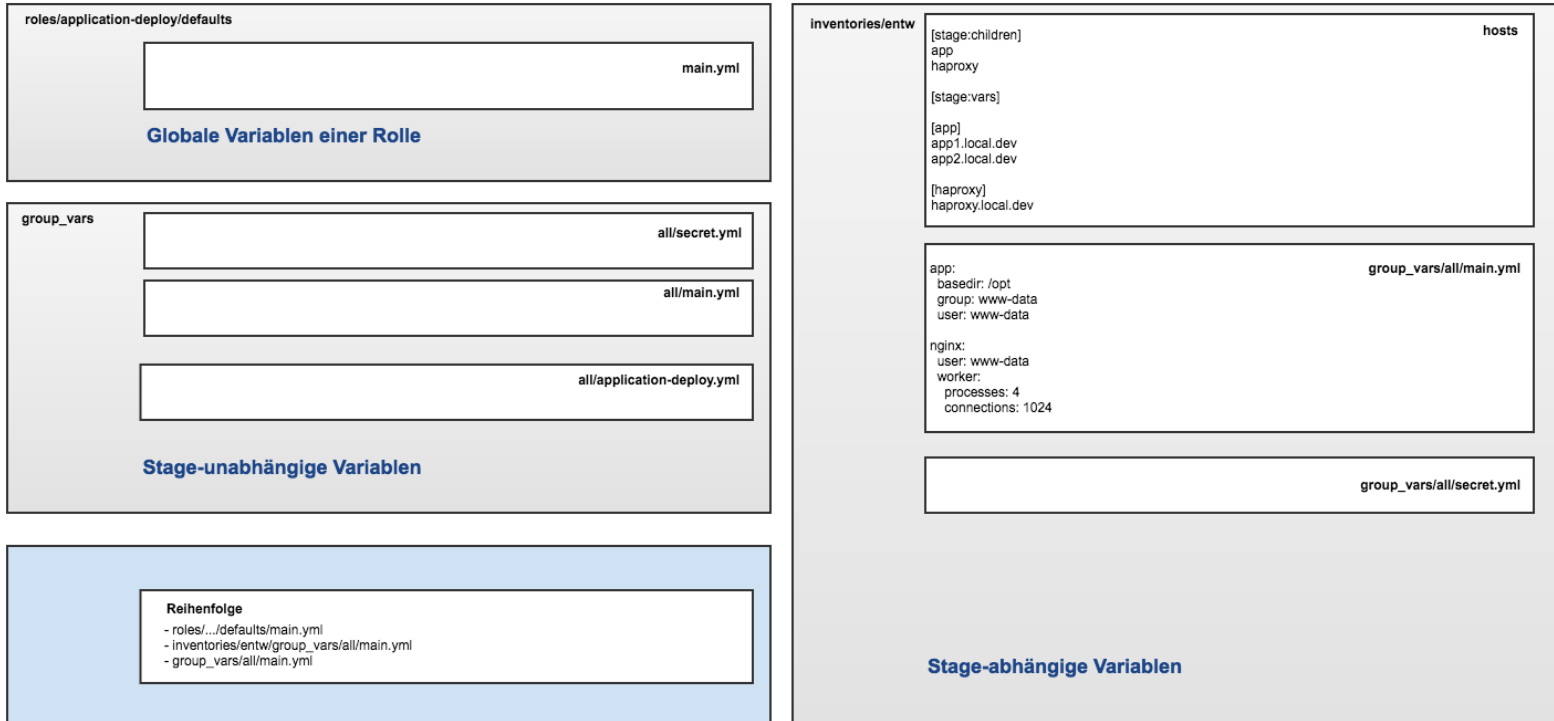 roles/application-deploy/defaults
main.yml
Globale Variablen einer Rolle
group_vars
all/secret.yml
all/main.yml
all/application-deploy.yml
Stage-unabhängige Variablen
Reihenfolge
- roles/.../defaults/main.yml
- inventories/entw/group_vars/all/main.yml
- group_vars/all/main.yml
inventories/entw
hosts
[stage:children]
app
haproxy
[stage:vars]
[app]
app1.local.dev
app2.local.dev
[haproxy]
haproxy.local.dev
group_vars/all/main.yml
app:
  basedir: /opt
  group: www-data
  user: www-data
nginx:
  user: www-data
  worker:
    processes: 4
    connections: 1024
group_vars/all/secret.yml
Stage-abhängige Variablen